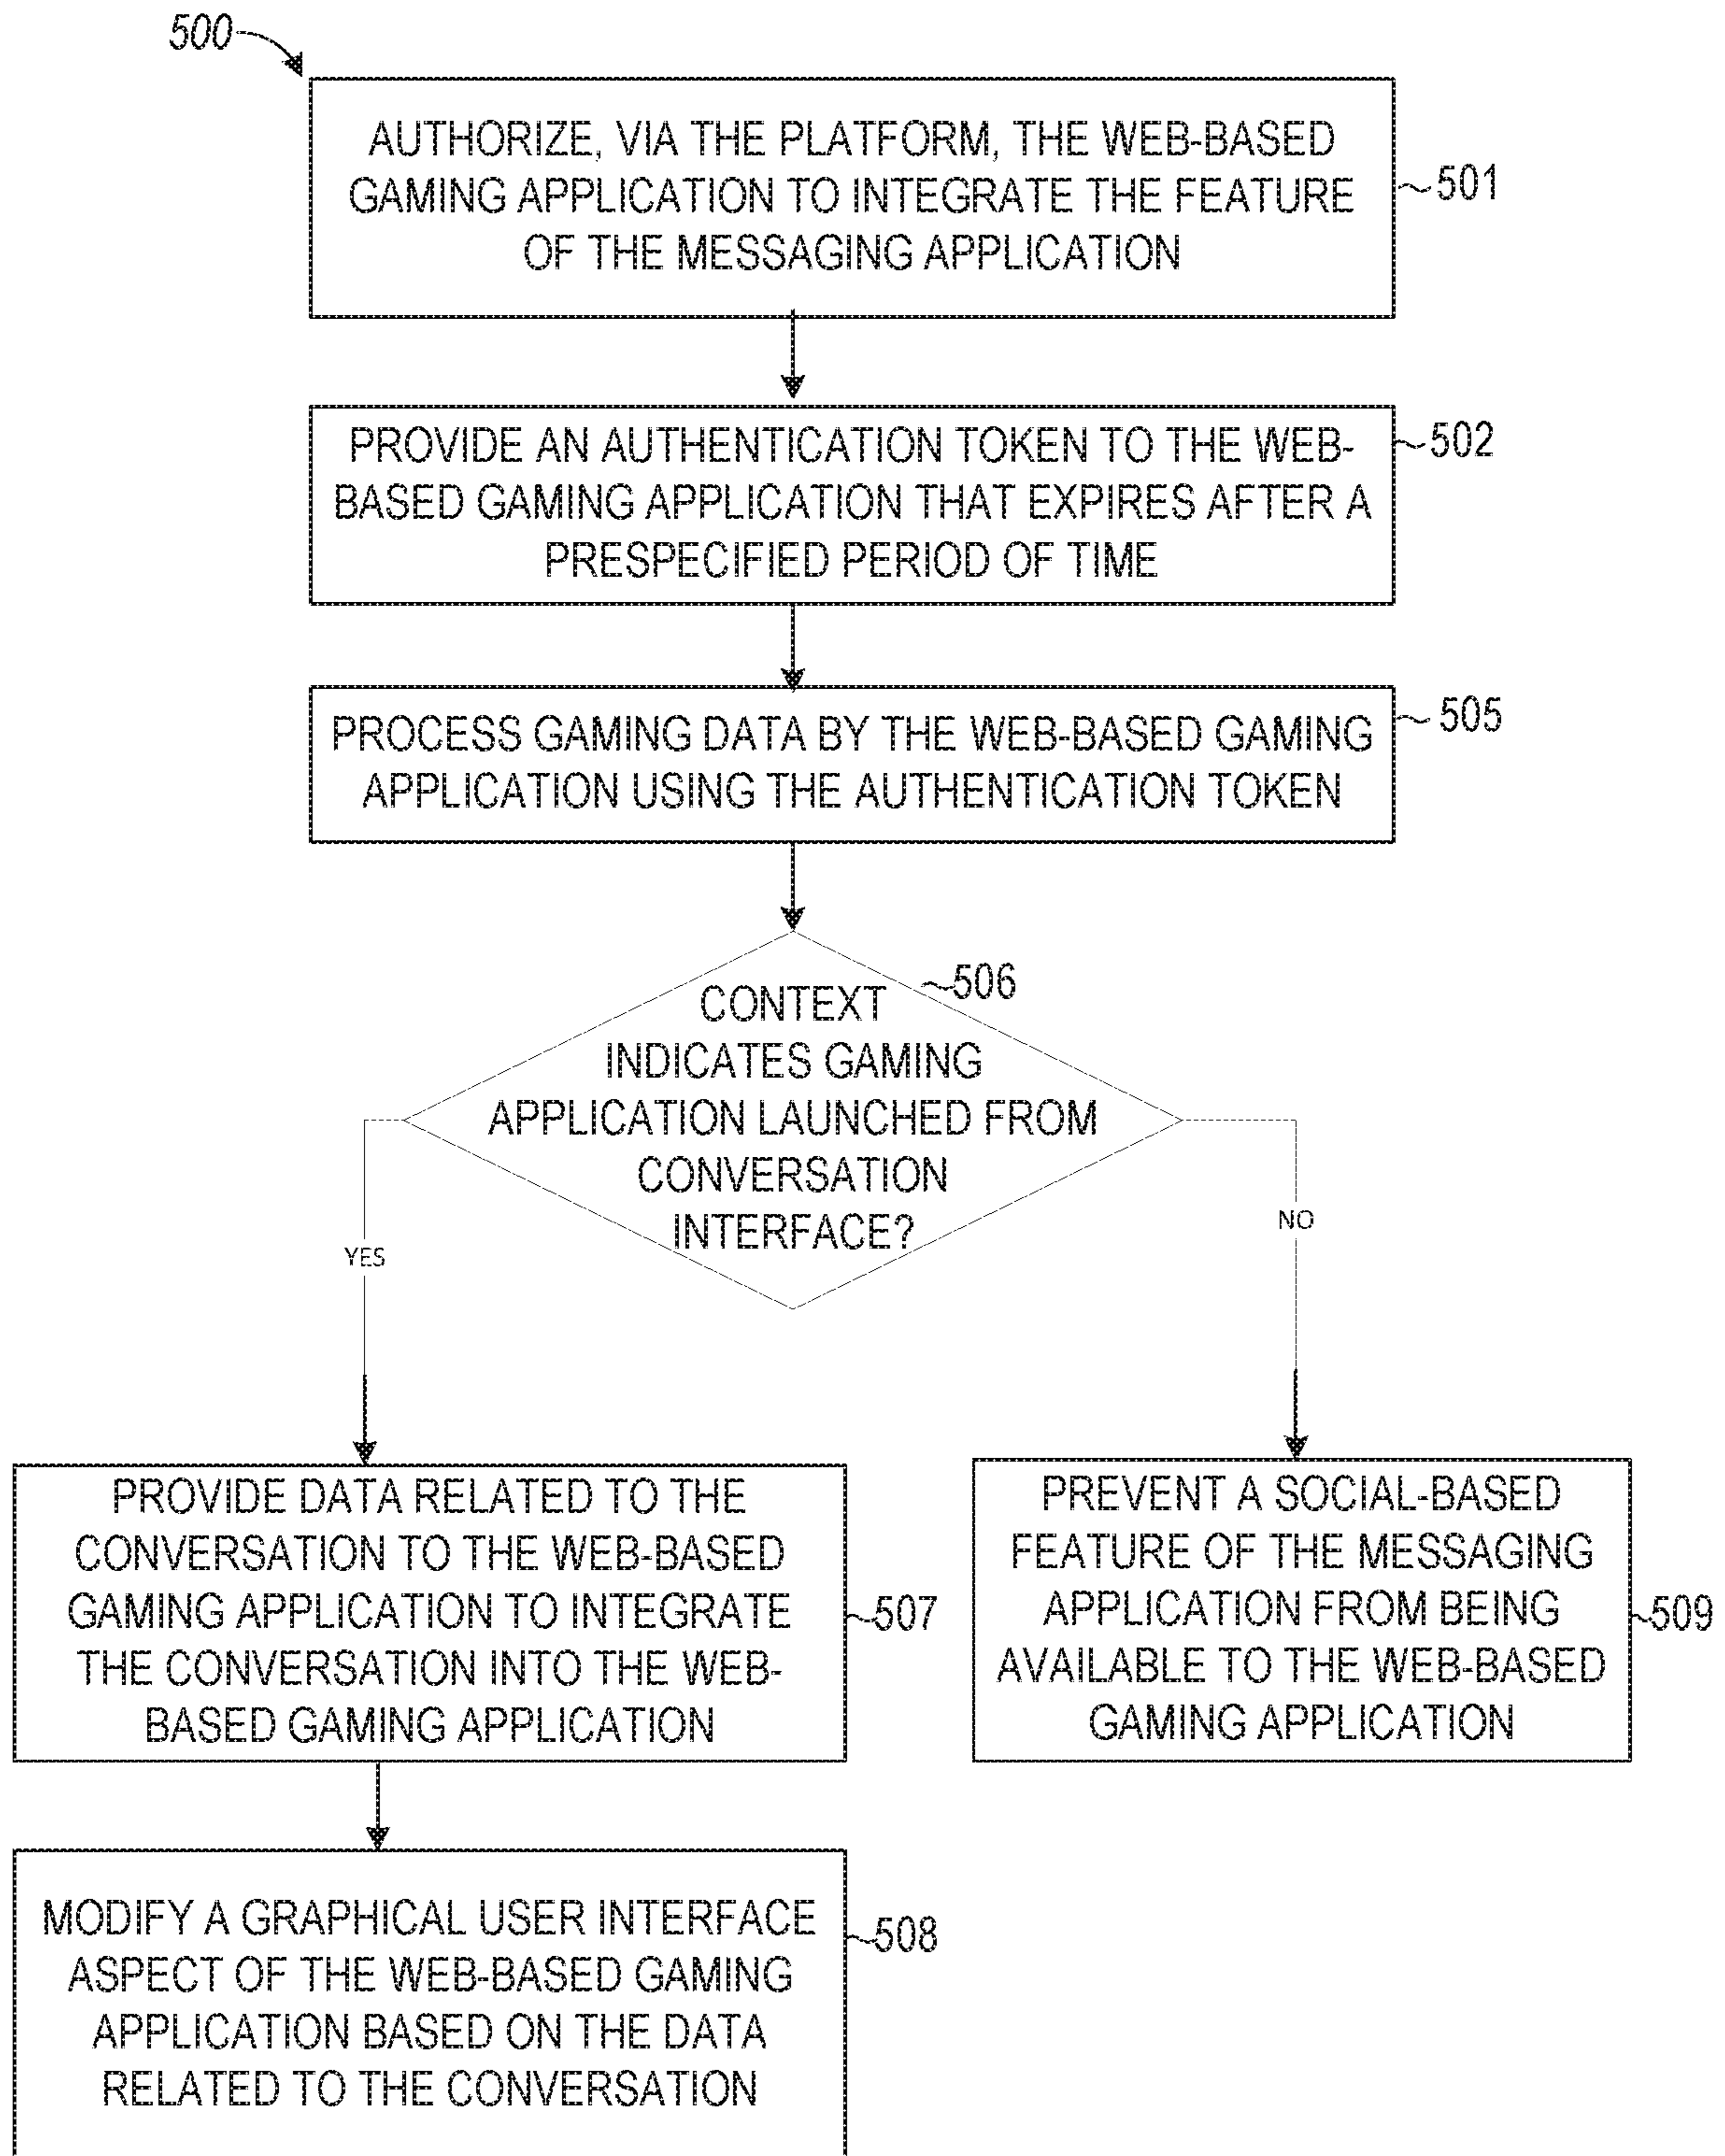 500
AUTHORIZE, VIA THE PLATFORM, THE WEB-BASED
GAMING APPLICATION TO INTEGRATE THE FEATURE
OF THE MESSAGING APPLICATION
501
PROVIDE AN AUTHENTICATION TOKEN TO THE WEB-
BASED GAMING APPLICATION THAT EXPIRES AFTER A
PRESPECIFIED PERIOD OF TIME
502
PROCESS GAMING DATA BY THE WEB-BASED GAMING
APPLICATION USING THE AUTHENTICATION TOKEN
505
506
CONTEXT
INDICATES GAMING
APPLICATION LAUNCHED FROM
CONVERSATION
INTERFACE?
YES
NO
PROVIDE DATA RELATED TO THE
CONVERSATION TO THE WEB-BASED
GAMING APPLICATION TO INTEGRATE
THE CONVERSATION INTO THE WEB-
BASED GAMING APPLICATION
507
PREVENT A SOCIAL-BASED
FEATURE OF THE MESSAGING
APPLICATION FROM BEING
AVAILABLE TO THE WEB-BASED
GAMING APPLICATION
509
MODIFY A GRAPHICAL USER INTERFACE
ASPECT OF THE WEB-BASED GAMING
APPLICATION BASED ON THE DATA
RELATED TO THE CONVERSATION
508